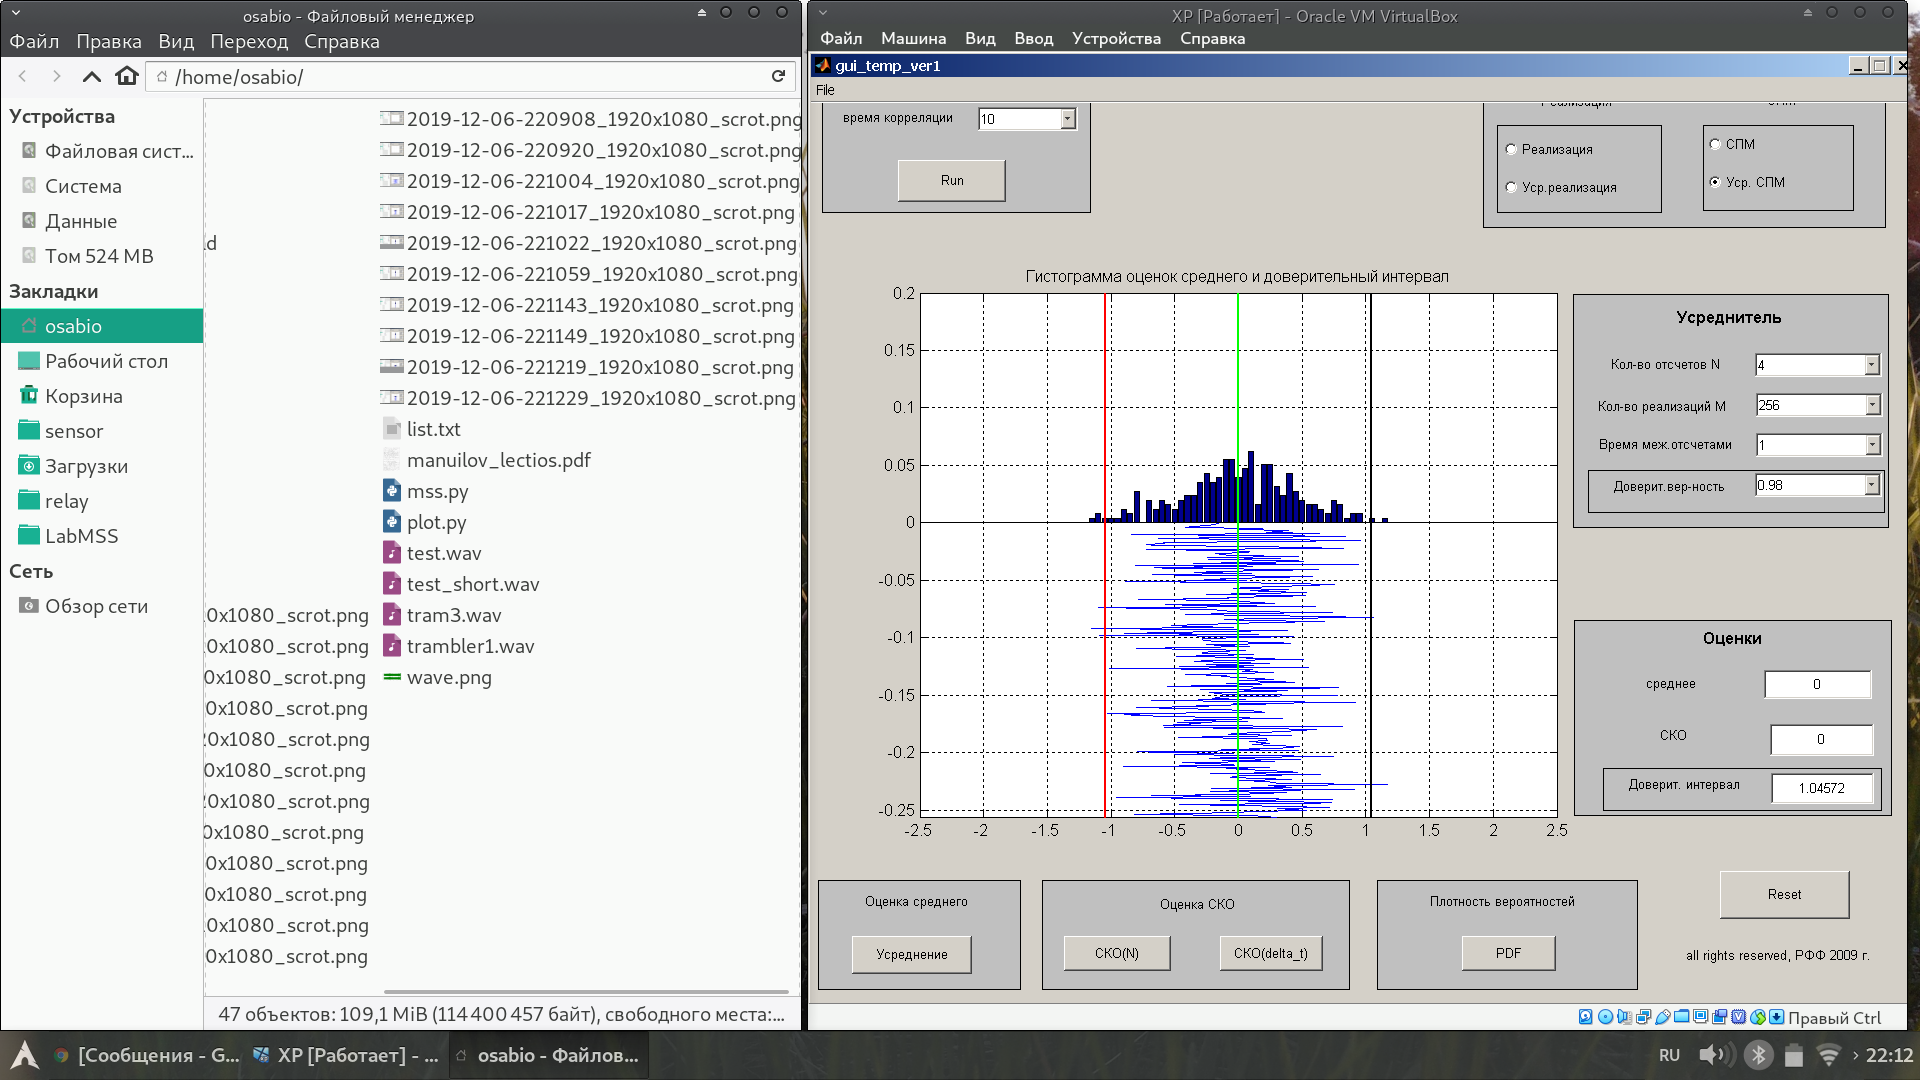 osabio - Файловый менеджер
Файл Правка Вид Переход Справка
/home/osabio/
Устройства
Файловая сист...
Система
Данные
Том 524 MB
Закладки
osabio
Рабочий стол
Корзина
sensor
Загрузки
relay
LabMSS
Сеть
Обзор сети
.d
0x1080_scrot.png
0x1080_scrot.png
0x1080_scrot.png
0x1080_scrot.png
20x1080_scrot.png
0x1080_scrot.png
20x1080_scrot.png
0x1080_scrot.png
0x1080_scrot.png
0x1080_scrot.png
0x1080_scrot.png
0x1080_scrot.png
2019-12-06-220908_1920x1080_scrot.png
2019-12-06-220920_1920x1080_scrot.png
2019-12-06-221004_1920x1080_scrot.png
2019-12-06-221017_1920x1080_scrot.png
2019-12-06-221022_1920x1080_scrot.png
2019-12-06-221059_1920x1080_scrot.png
2019-12-06-221143_1920x1080_scrot.png
2019-12-06-221149_1920x1080_scrot.png
2019-12-06-221219_1920x1080_scrot.png
2019-12-06-221229_1920x1080_scrot.png
list.txt
manuilov_lectios.pdf
mss.py
plot.py
test.wav
test_short.wav
tram3.wav
trambler1.wav
wave.png
47 объектов: 109,1 MiB (114 400 457 байт), свободного места:...
XP [Работает] - Oracle VM VirtualBox
Файл Машина Вид Ввод Устройства Справка
gui_temp_ver1
File
время корреляции 10
Run
Реализация
СПМ
Реализация
Уср.реализация
СПМ
Уср. СПМ
Гистограмма оценок среднего и доверительный интервал
0.2
0.15
0.1
0.05
0
-0.05
-0.1
-0.15
-0.2
-0.25
-2.5 -2 -1.5 -1 -0.5 0 0.5 1 1.5 2 2.5
Усреднитель
Кол-во отсчетов N 4
Кол-во реализаций M 256
Время меж.отсчетами 1
Доверит.вер-ность 0.98
Оценки
среднее 0
СКО 0
Доверит. интервал 1.04572
Оценка среднего
Усреднение
Оценка СКО
СКО(N) СКО(delta_t)
Плотность вероятностей
PDF
Reset
all rights reserved, РФФ 2009 г.
Правый Ctrl
[Сообщения - G... XP [Работает] - ... osabio - Файлов... RU 22:12